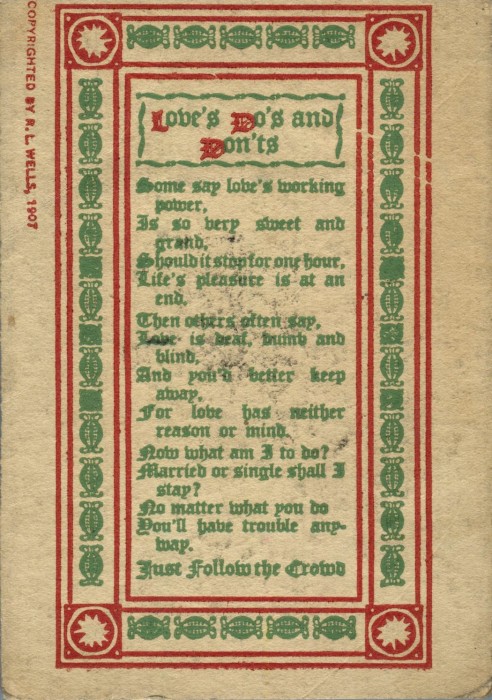 COPYRIGHTED BY R. L. WELLS, 1907
Love's Do's and
Don'ts
Some say love's working
power,
Is so very sweet and
grand,
Should it stop for one hour,
Life's pleasure is at an
end.
Then others often say,
Love is deaf, dumb and
blind,
And you'd better keep
away,
For love has neither
reason or mind.
Now what am I to do?
Married or single shall I
stay?
No matter what you do
You'll have trouble any-
way.
Just Follow the Crowd